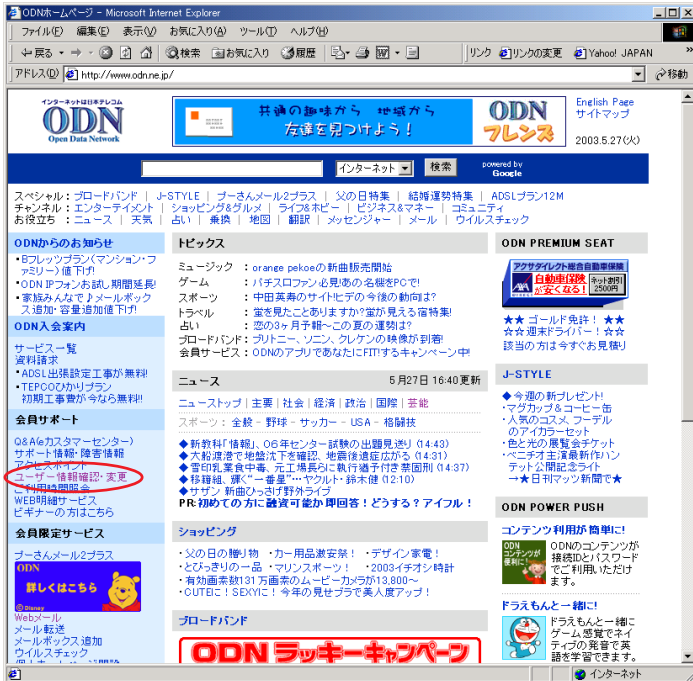 ODNホームページ - Microsoft Internet Explorer
ファイル(F) 編集(E) 表示(V) お気に入り(A) ツール(T) ヘルプ(H)
戻る 検索 お気に入り 履歴 リンク リンクの変更 Yahoo! JAPAN
アドレス(D) http://www.odn.ne.jp/ 移動
インターネットは日本テレコム
ODN
Open Data Network
共通の趣味から 地域から
友達を見つけよう！
ODN
フレンズ
English Page
サイトマップ
2003.5.27(火)
インターネット 検索 powered by Google
スペシャル：ブロードバンド | J-STYLE | プーさんメール2プラス | 父の日特集 | 結婚運勢特集 | ADSLプラン12M
チャンネル：エンターテイメント | ショッピング&グルメ | ライフ&ホビー | ビジネス&マネー | コミュニティ
お役立ち：ニュース | 天気 | 占い | 乗換 | 地図 | 翻訳 | メッセンジャー | メール | ウイルスチェック
ODNからのお知らせ
・Bフレッツプラン(マンション・ファミリー)値下げ!
・ODN IPフォンお試し期間延長!
・家族みんなで♪メールボックス追加・容量追加値下げ!
ODN入会案内
サービス一覧
資料請求
・ADSL出張設定工事が無料!
・TEPCOひかりプラン
初期工事費が今なら無料!
会員サポート
Q&A(eカスタマーセンター)
サポート情報・障害情報
アクセスポイント
ユーザー情報確認・変更
ご利用時間照会
WEB明細サービス
ビギナーの方はこちら
会員限定サービス
プーさんメール2プラス
ODN
詳しくはこちら
©Disney
Webメール
メール転送
メールボックス追加
ウイルスチェック
トピックス
ミュージック：orange pekoeの新曲販売開始
ゲーム：パチスロファン必見!あの名機をPCで!
スポーツ：中田英寿のサイトヒデの今後の動向は?
トラベル：蛍を見たことありますか?蛍が見える宿特集!
占い：恋の3ヶ月予報〜この夏の運勢は?
ブロードバンド：ブリトニー、ソニン、クレケンの映像が到着!
会員サービス：ODNのアプリであなたにFIT!するキャンペーン中!
ニュース 5月27日 16:40更新
ニューストップ | 主要 | 社会 | 経済 | 政治 | 国際 | 芸能
スポーツ： 全般 - 野球 - サッカー - USA - 格闘技
◆新教科「情報」、06年センター試験の出題見送り (14:43)
◆六船渡港で地盤沈下を確認、地震後適症広がる (14:31)
◆雪印乳業食中毒、元工場長らに執行猶予付き禁固刑 (14:37)
◆移籍組、輝く“一番星”…ヤクルト・鈴木健 (12:10)
◆サザン 新曲ひっさげ野外ライブ
PR:初めての方に融資可能か即回答！どうする？アイフル！
ショッピング
・父の日の贈り物 ・カー用品激安祭！ ・デザイン家電！
・とびっきりの一品 ・マリンスポーツ！ ・2003イチオシ時計
・有効画素数131万画素のムービーカメラが13,800〜
・CUTEに！SEXYに！今年の見せブラで美人度アップ！
ブロードバンド
ODN ラッキーキャンペーン
ODN PREMIUM SEAT
アクサダイレクト総合自動車保険
AXA 自動車保険が安くなる！ ネット割引 2500円
★★ ゴールド免許！ ★★
☆☆週末ドライバー！☆☆
該当の方は今すぐお見積り
J-STYLE
◆今週の新プレゼント!
・マグカップ&コーヒー缶
・人気のコスメ、フーデルのアイカラーセット
・色と光の展覧会チケット
・ベニチオ主演最新作ハンテット公開記念ライト
→★日刊マッツ新聞で★
ODN POWER PUSH
コンテンツ利用が簡単に!
ODN
コンテンツが
便利に!
ODNのコンテンツが
接続IDとパスワード
でご利用いただけ
ます。
ドラえもんと一緒に!
ドラえもんと一緒に
ゲーム感覚でネイ
ティブの発音で英
語を学習できます。
インターネット